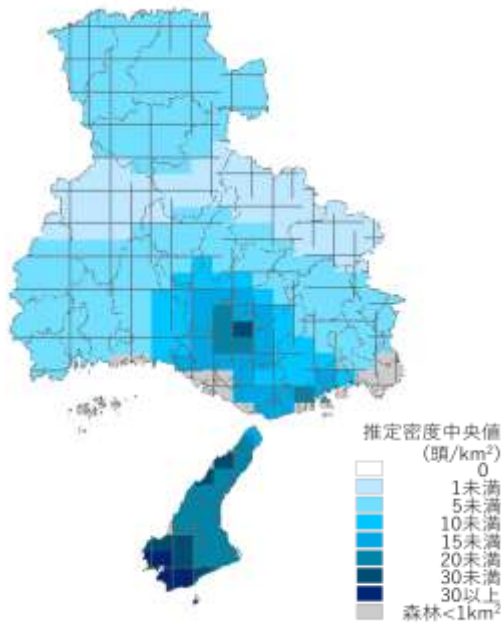 推定密度中央値
(頭/km²)
0
1未満
5未満
10未満
15未満
20未満
30未満
30以上
森林<1km²